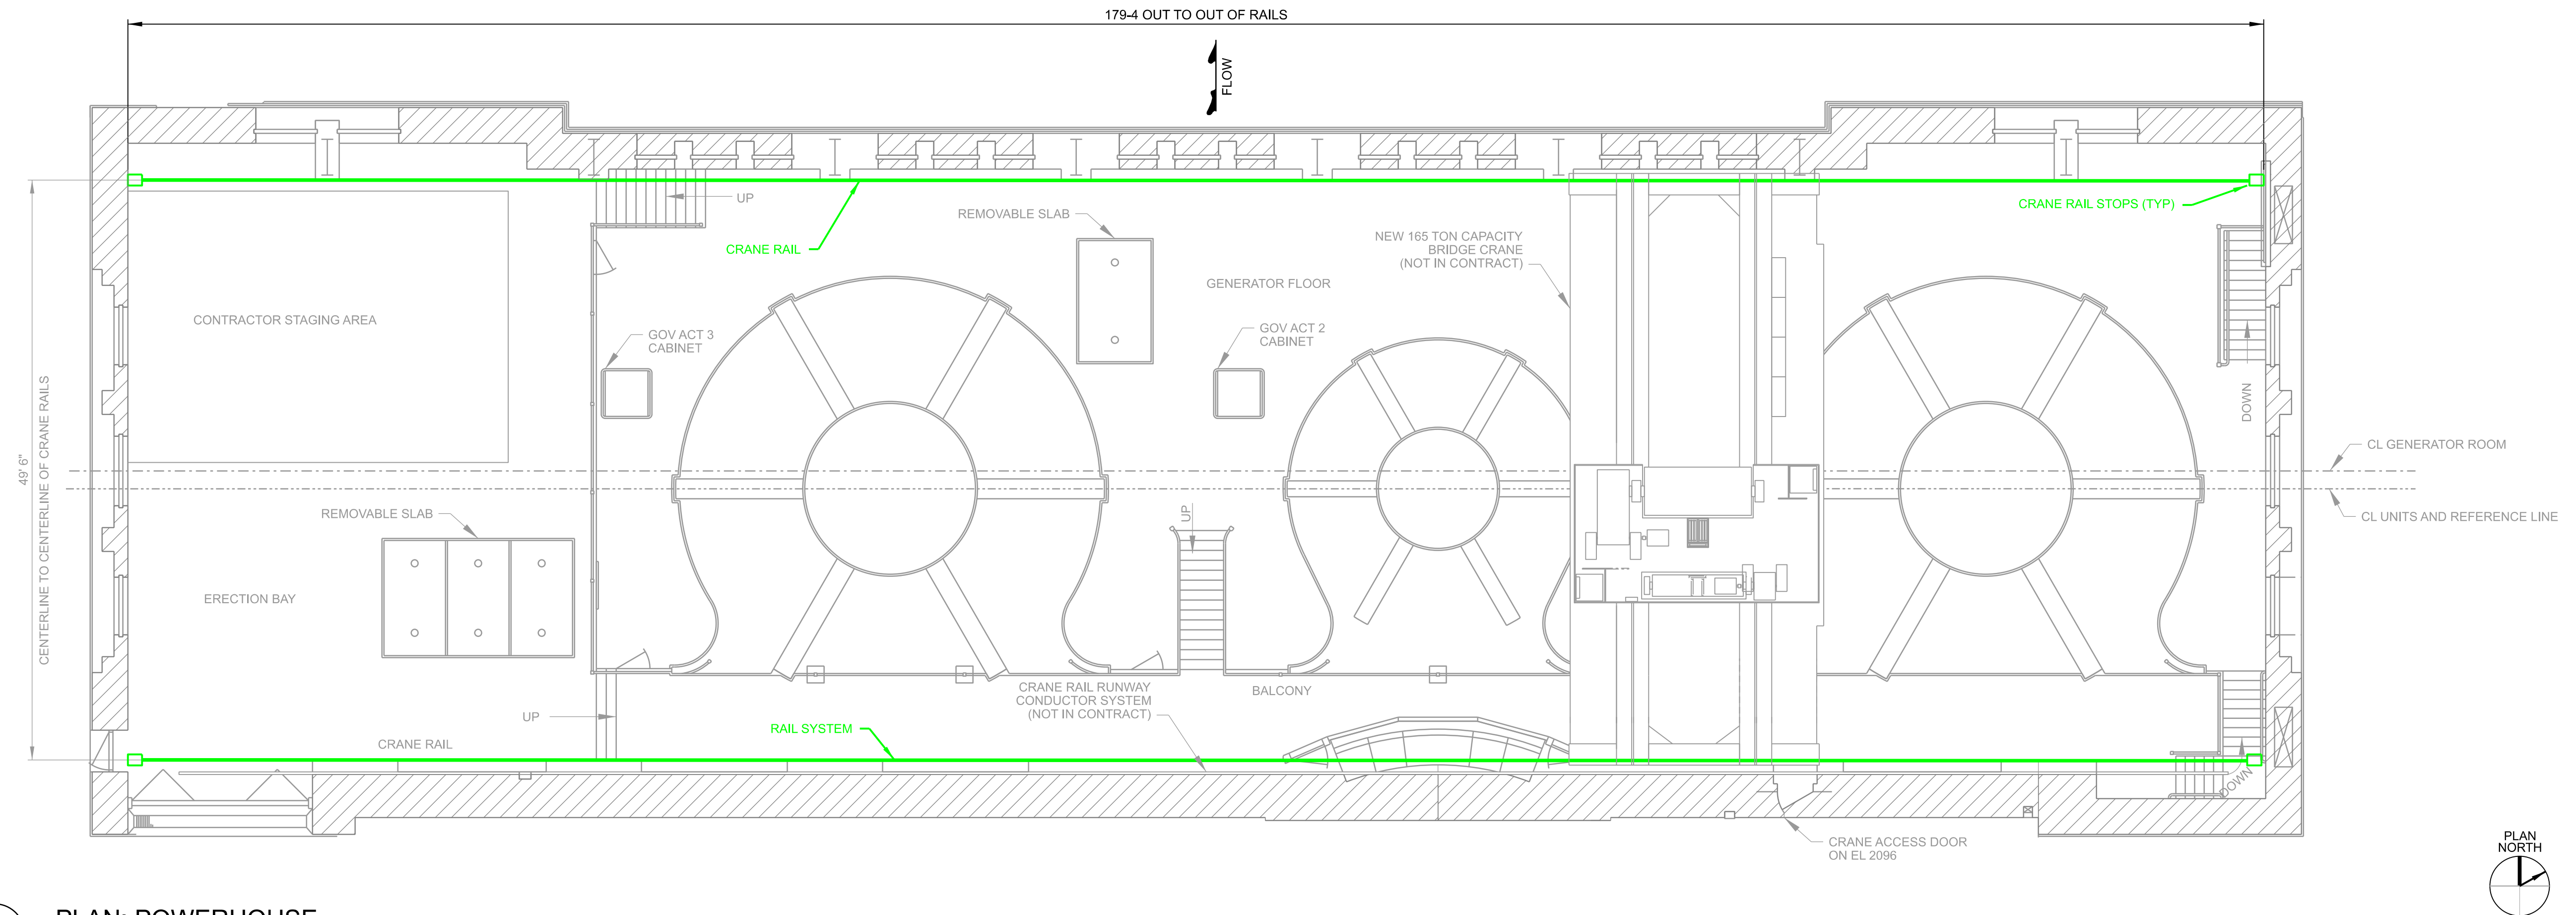 179-4 OUT TO OUT OF RAILS
FLOW
UP
REMOVABLE SLAB
CRANE RAIL STOPS (TYP)
CRANE RAIL
NEW 165 TON CAPACITY
BRIDGE CRANE
(NOT IN CONTRACT)
GENERATOR FLOOR
CONTRACTOR STAGING AREA
GOV ACT 3
CABINET
GOV ACT 2
CABINET
49' 6"
CENTERLINE TO CENTERLINE OF CRANE RAILS
DOWN
CL GENERATOR ROOM
CL UNITS AND REFERENCE LINE
REMOVABLE SLAB
UP
ERECTION BAY
CRANE RAIL RUNWAY
CONDUCTOR SYSTEM
(NOT IN CONTRACT)
BALCONY
UP
RAIL SYSTEM
CRANE RAIL
DOWN
CRANE ACCESS DOOR
ON EL 2096
PLAN
NORTH
PLAN: POWERHOUSE